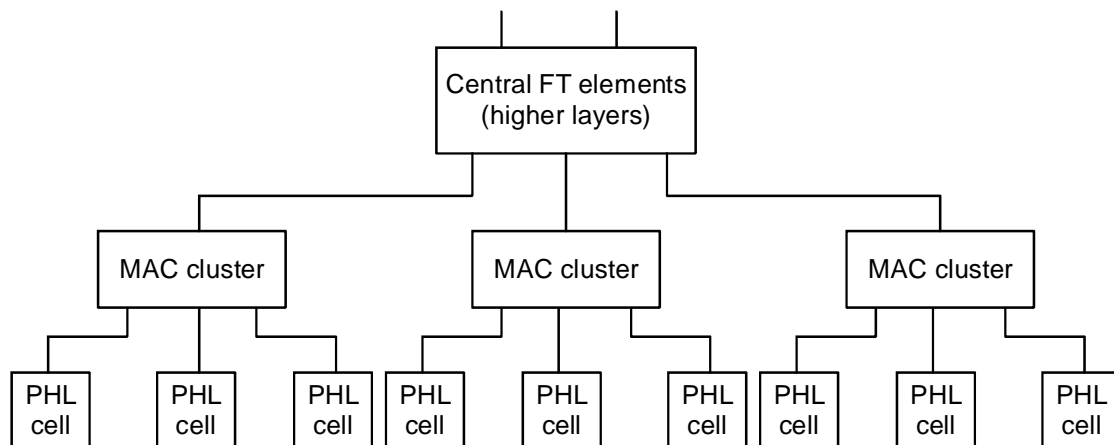 Central FT elements
(higher layers)
MAC cluster
MAC cluster
MAC cluster
PHL
cell
PHL
cell
PHL
cell
PHL
cell
PHL
cell
PHL
cell
PHL
cell
PHL
cell
PHL
cell